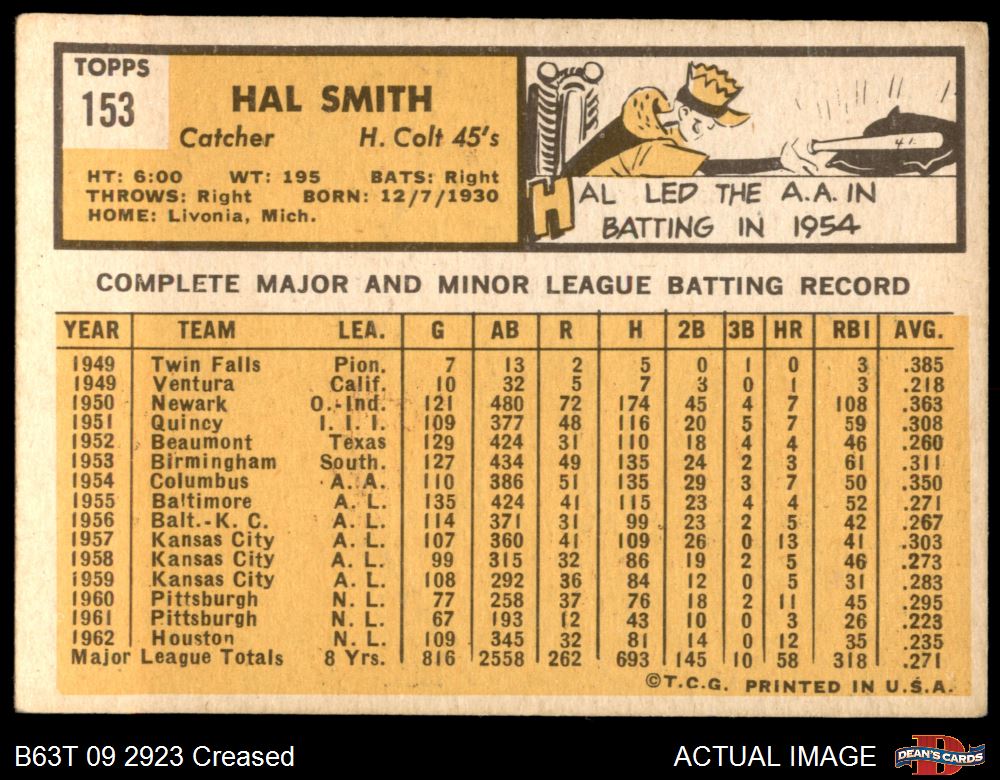 TOPPS
153
HAL SMITH
Catcher H. Colt 45's
HT: 6:00 WT: 195 BATS: Right
THROWS: Right BORN: 12/7/1930
HOME: Livonia, Mich.
HAL LED THE A.A. IN
BATTING IN 1954
COMPLETE MAJOR AND MINOR LEAGUE BATTING RECORD
YEAR TEAM LEA. G AB R H 2B 3B HR RBI AVG.
1949 Twin Falls Pion. 7 13 2 5 0 1 0 3 .385
1949 Ventura Calif. 10 32 5 7 3 0 1 3 .218
1950 Newark O.-Ind. 121 480 72 174 45 4 7 108 .363
1951 Quincy I. I. I. 109 377 48 116 20 5 7 59 .308
1952 Beaumont Texas 129 424 31 110 18 4 4 46 .260
1953 Birmingham South. 127 434 49 135 24 2 3 61 .311
1954 Columbus A. A. 110 386 51 135 29 3 7 50 .350
1955 Baltimore A. L. 135 424 41 115 23 4 4 52 .271
1956 Balt.-K. C. A. L. 114 371 31 99 23 2 5 42 .267
1957 Kansas City A. L. 107 360 41 109 26 0 13 41 .303
1958 Kansas City A. L. 99 315 32 86 19 2 5 46 .273
1959 Kansas City A. L. 108 292 36 84 12 0 5 31 .283
1960 Pittsburgh N. L. 77 258 37 76 18 2 11 45 .295
1961 Pittsburgh N. L. 67 193 12 43 10 0 3 26 .223
1962 Houston N. L. 109 345 32 81 14 0 12 35 .235
Major League Totals 8 Yrs. 816 2558 262 693 145 10 58 318 .271
©T.C.G. PRINTED IN U.S.A.
B63T 09 2923 Creased ACTUAL IMAGE DEAN'S CARDS